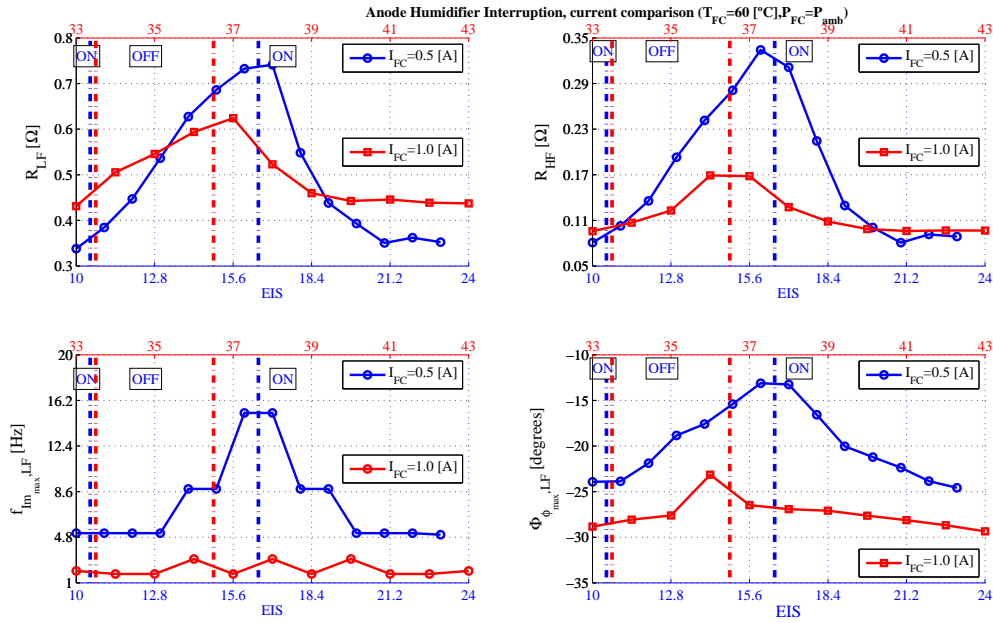 Anode Humidifier Interruption, current comparison (T_FC=60 [ºC],P_FC=P_amb)
33 35 37 39 41 43
0.8
0.7
0.6
0.5
0.4
0.3
R_LF [Ω]
ON OFF ON
I_FC=0.5 [A]
I_FC=1.0 [A]
10 12.8 15.6 18.4 21.2 24
EIS
33 35 37 39 41 43
0.35
0.29
0.23
0.17
0.11
0.05
R_HF [Ω]
ON OFF ON
I_FC=0.5 [A]
I_FC=1.0 [A]
10 12.8 15.6 18.4 21.2 24
EIS
33 35 37 39 41 43
20
16.2
12.4
8.6
4.8
1
f_Im_max,LF [Hz]
ON OFF ON
I_FC=0.5 [A]
I_FC=1.0 [A]
10 12.8 15.6 18.4 21.2 24
EIS
33 35 37 39 41 43
−10
−15
−20
−25
−30
−35
Φ_ϕ_max,LF [degrees]
ON OFF ON
I_FC=0.5 [A]
I_FC=1.0 [A]
10 12.8 15.6 18.4 21.2 24
EIS